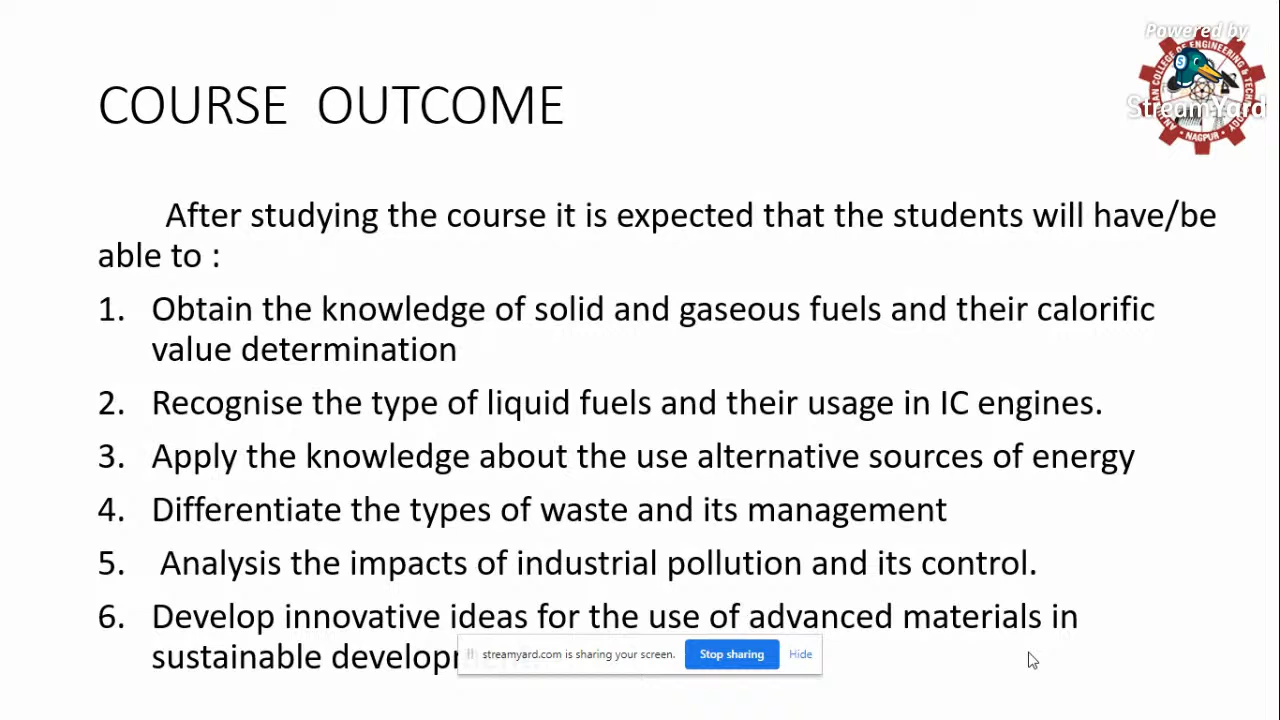 Powered by
StreamYard
COLLEGE OF ENGINEERING & TECHNOLOGY
NAGPUR
COURSE OUTCOME
After studying the course it is expected that the students will have/be
able to :
1. Obtain the knowledge of solid and gaseous fuels and their calorific
value determination
2. Recognise the type of liquid fuels and their usage in IC engines.
3. Apply the knowledge about the use alternative sources of energy
4. Differentiate the types of waste and its management
5. Analysis the impacts of industrial pollution and its control.
6. Develop innovative ideas for the use of advanced materials in
sustainable
streamyard.com is sharing your screen. Stop sharing Hide